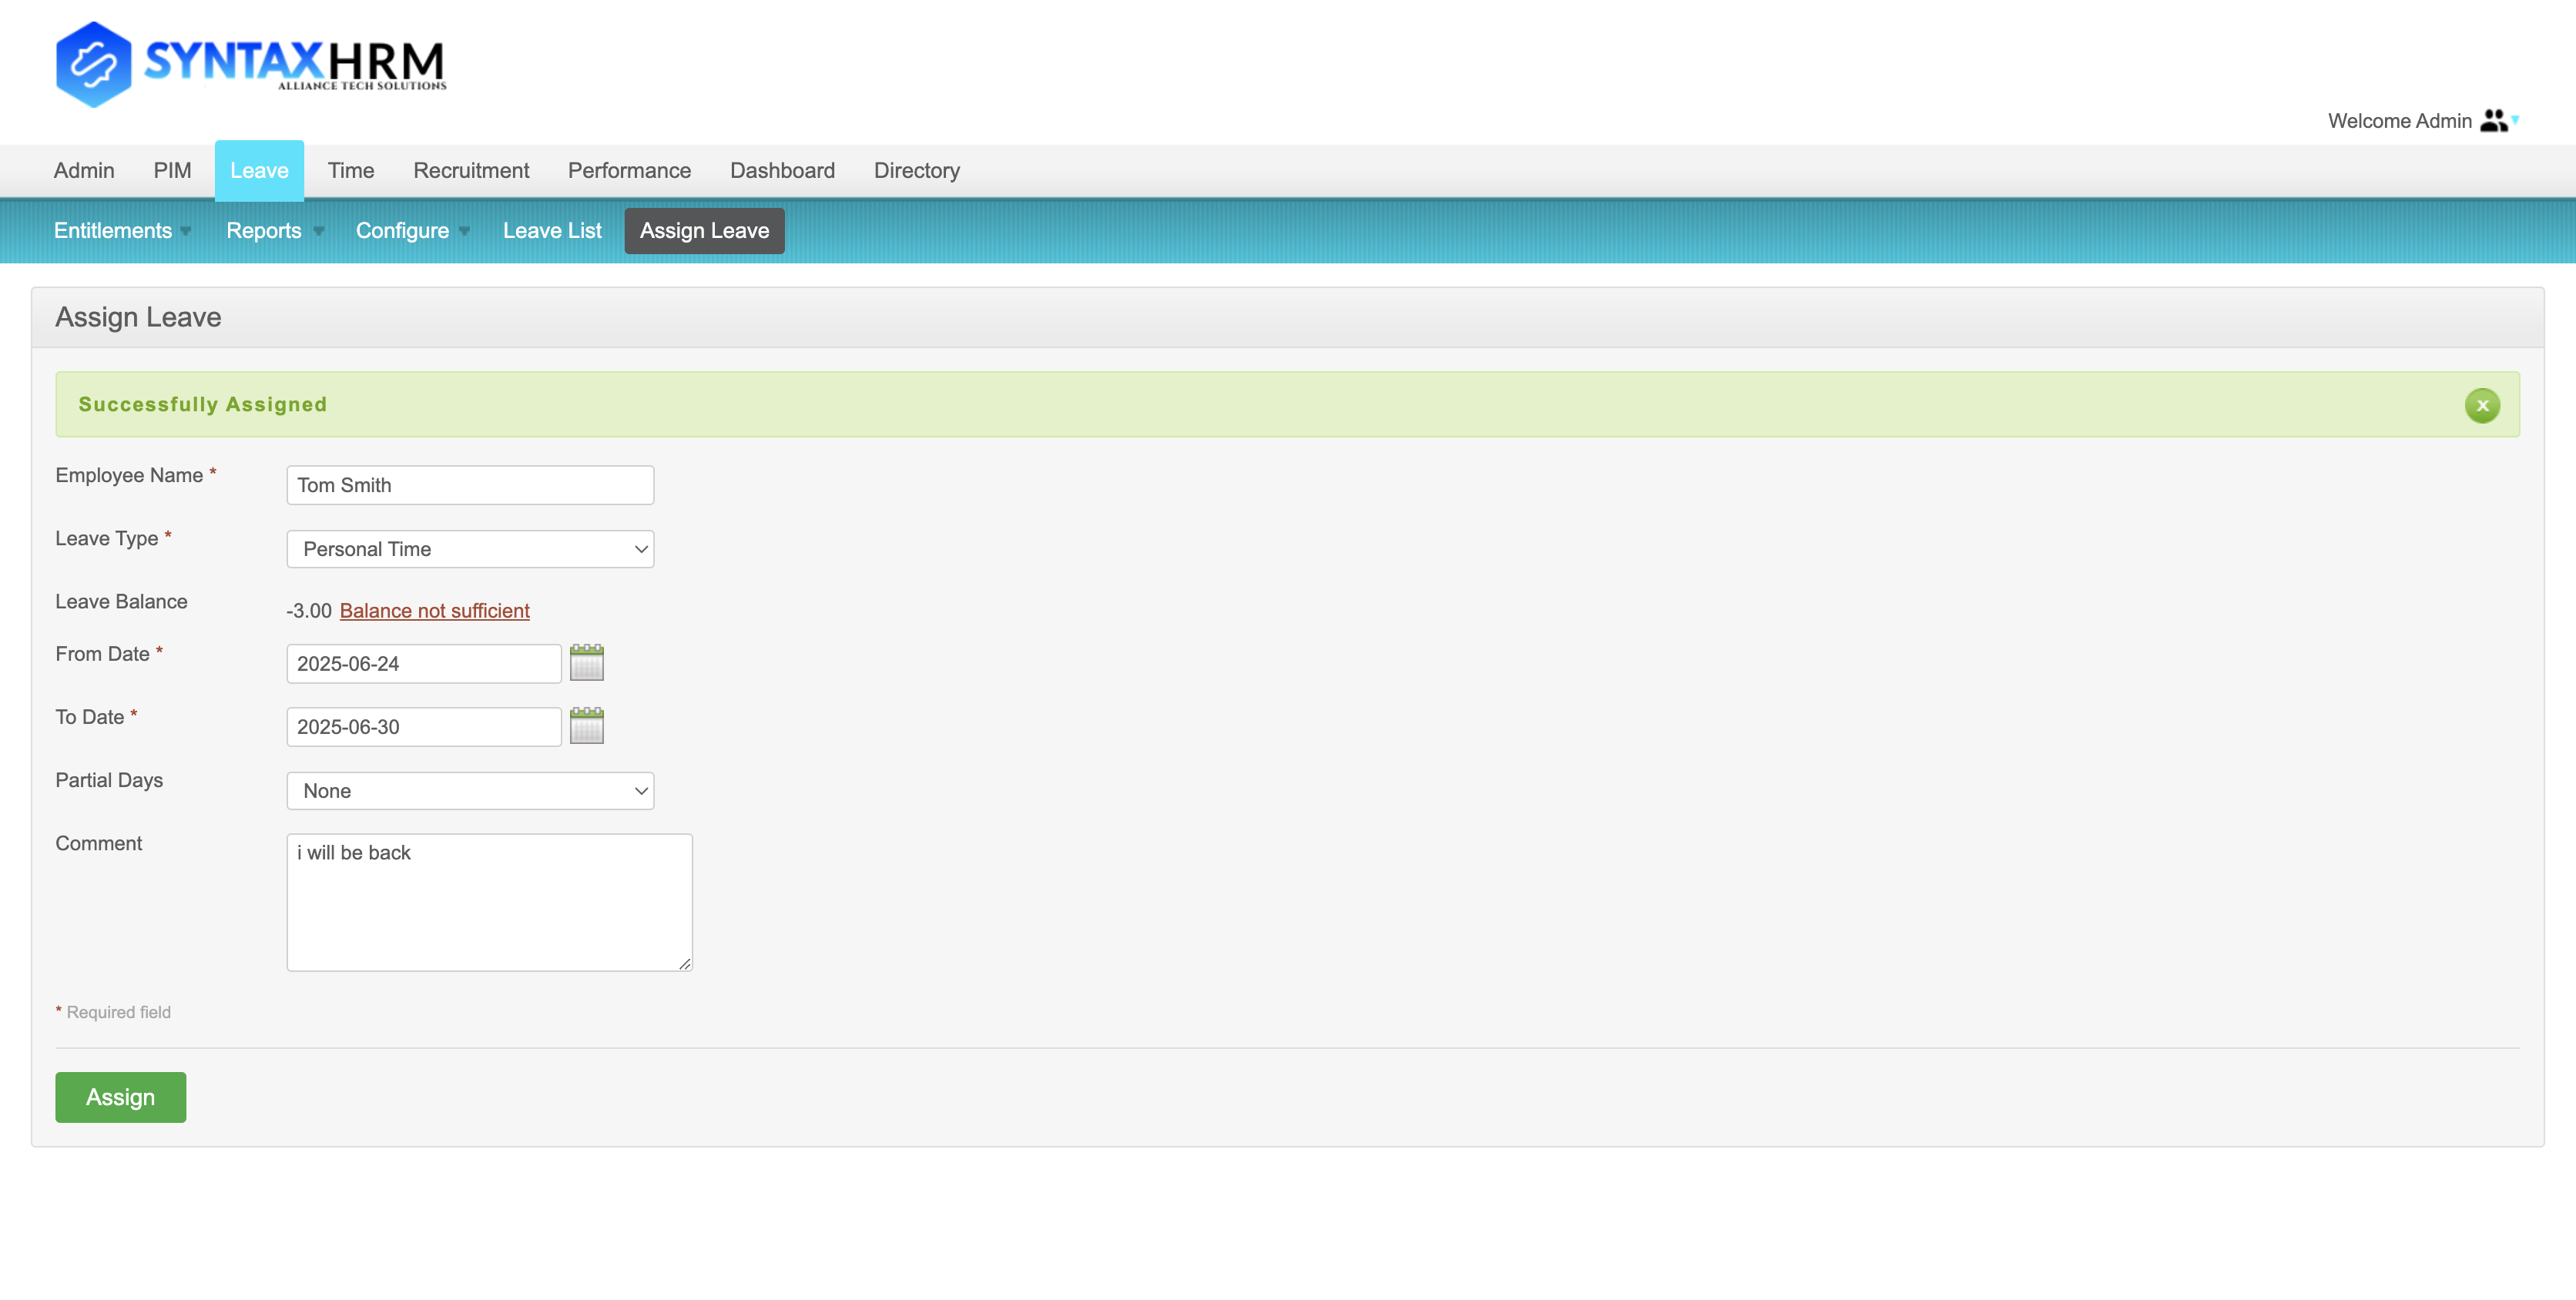 SYNTAXHRM
ALLIANCE TECH SOLUTIONS
Welcome Admin
Admin PIM Leave Time Recruitment Performance Dashboard Directory
Entitlements Reports Configure Leave List Assign Leave
Assign Leave
Successfully Assigned
x
Employee Name *
Tom Smith
Leave Type *
Personal Time
Leave Balance
-3.00 Balance not sufficient
From Date *
2025-06-24
To Date *
2025-06-30
Partial Days
None
Comment
i will be back
* Required field
Assign